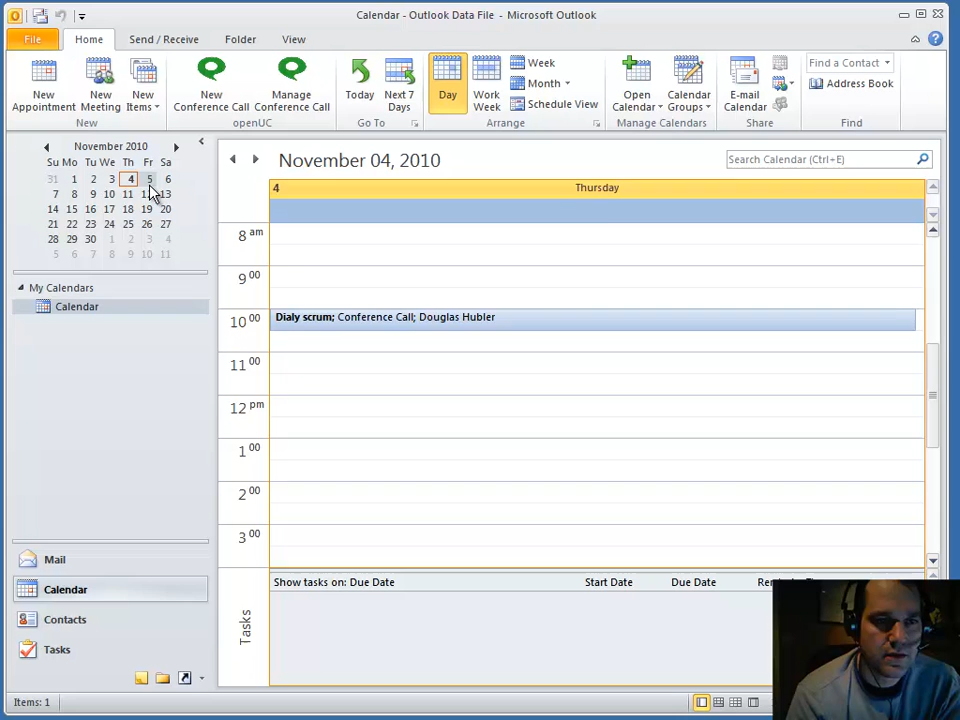 Calendar - Outlook Data File - Microsoft Outlook
File Home Send / Receive Folder View
New Appointment New Meeting New Items New Conference Call Manage Conference Call Today Next 7 Days Day Work Week Week Month Schedule View Open Calendar Calendar Groups E-mail Calendar Find a Contact Address Book
New openUC Go To Arrange Manage Calendars Share Find
November 2010
Su Mo Tu We Th Fr Sa
31 1 2 3 4 5 6
7 8 9 10 11 13
14 15 16 17 18 19 20
21 22 23 24 25 26 27
28 29 30 1 2 3 4
5 6 7 8 9 10 11
My Calendars
Calendar
Mail
Calendar
Contacts
Tasks
November 04, 2010
Search Calendar (Ctrl+E)
4 Thursday
8 am
9 00
10 00 Dialy scrum; Conference Call; Douglas Hubler
11 00
12 pm
1 00
2 00
3 00
Tasks
Show tasks on: Due Date Start Date Due Date
Items: 1